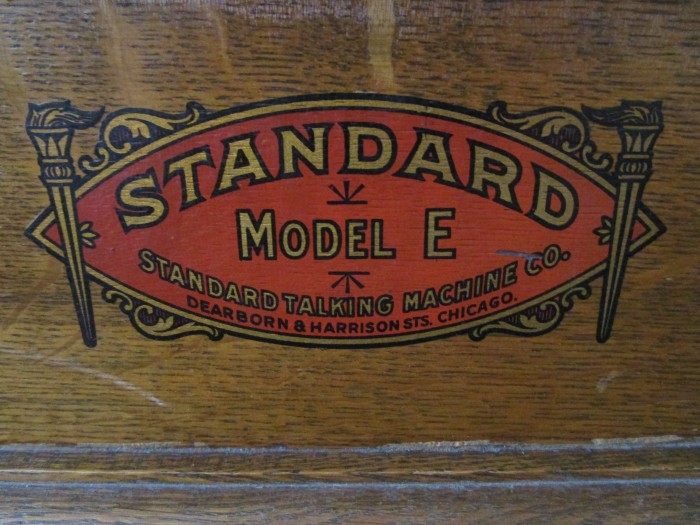 STANDARD
MODEL E
STANDARD TALKING MACHINE CO.
DEARBORN & HARRISON STS. CHICAGO.